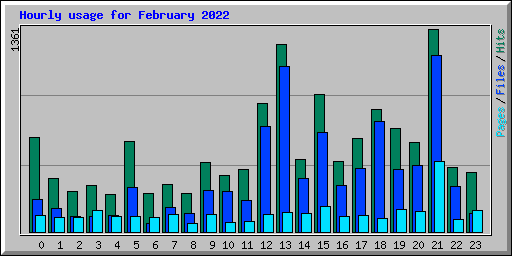 Hourly usage for February 2022
1361
Pages / Files / Hits
0 1 2 3 4 5 6 7 8 9 10 11 12 13 14 15 16 17 18 19 20 21 22 23